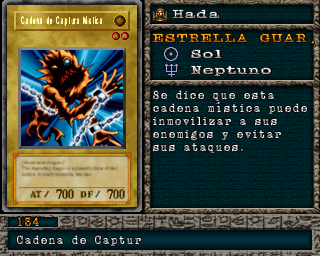 Cadena de Captura Mística
AT/ 700 DF/ 700
Hada
ESTRELLA GUAR.
Sol
Neptuno
Se dice que esta
cadena mística puede
inmovilizar a sus
enemigos y evitar
sus ataques.
134
Cadena de Captur